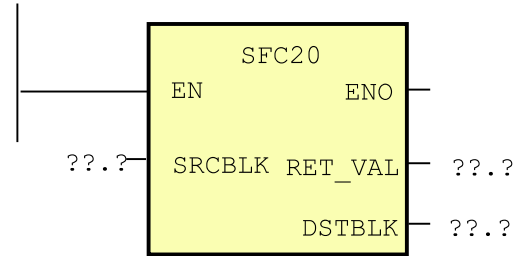 SFC20
EN ENO
??.? SRCBLK RET_VAL ??.?
DSTBLK ??.?